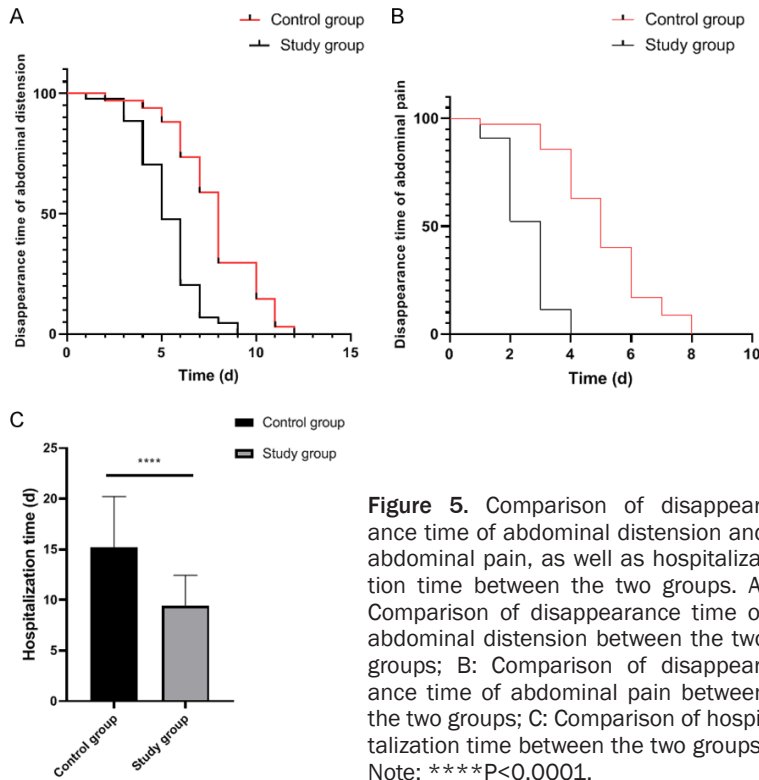 A
Control group
Study group
Disappearance time of abdominal distension
100
50
0
0
5
10
15
Time (d)
B
Control group
Study group
Disappearance time of abdominal pain
100
50
0
0
2
4
6
8
10
Time (d)
C
Control group
Study group
Hospitalization time (d)
25
20
15
10
5
0
****
Control group
Study group
Figure 5. Comparison of disappear
ance time of abdominal distension and
abdominal pain, as well as hospitaliza
tion time between the two groups. A
Comparison of disappearance time o
abdominal distension between the two
groups; B: Comparison of disappear
ance time of abdominal pain between
the two groups; C: Comparison of hospi
talization time between the two groups
Note: ****P<0.0001.